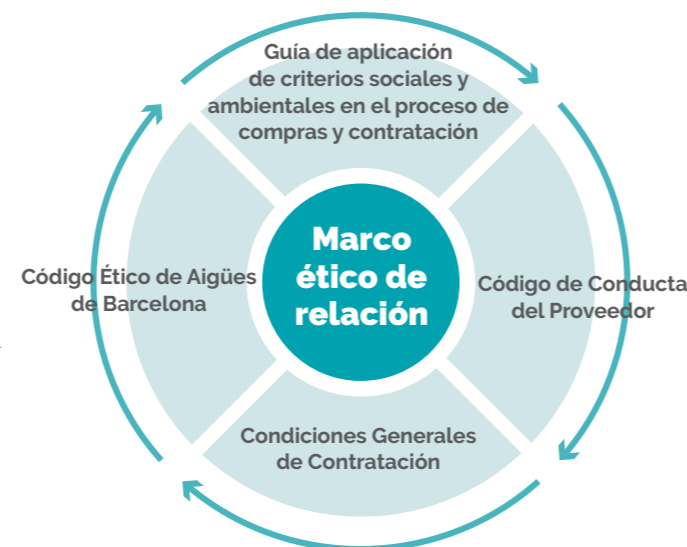 Guía de aplicación
de criterios sociales y
ambientales en el proceso de
compras y contratación
Marco
ético de
relación
Código Ético de Aigües
de Barcelona
Código de Conducta
del Proveedor
Condiciones Generales
de Contratación